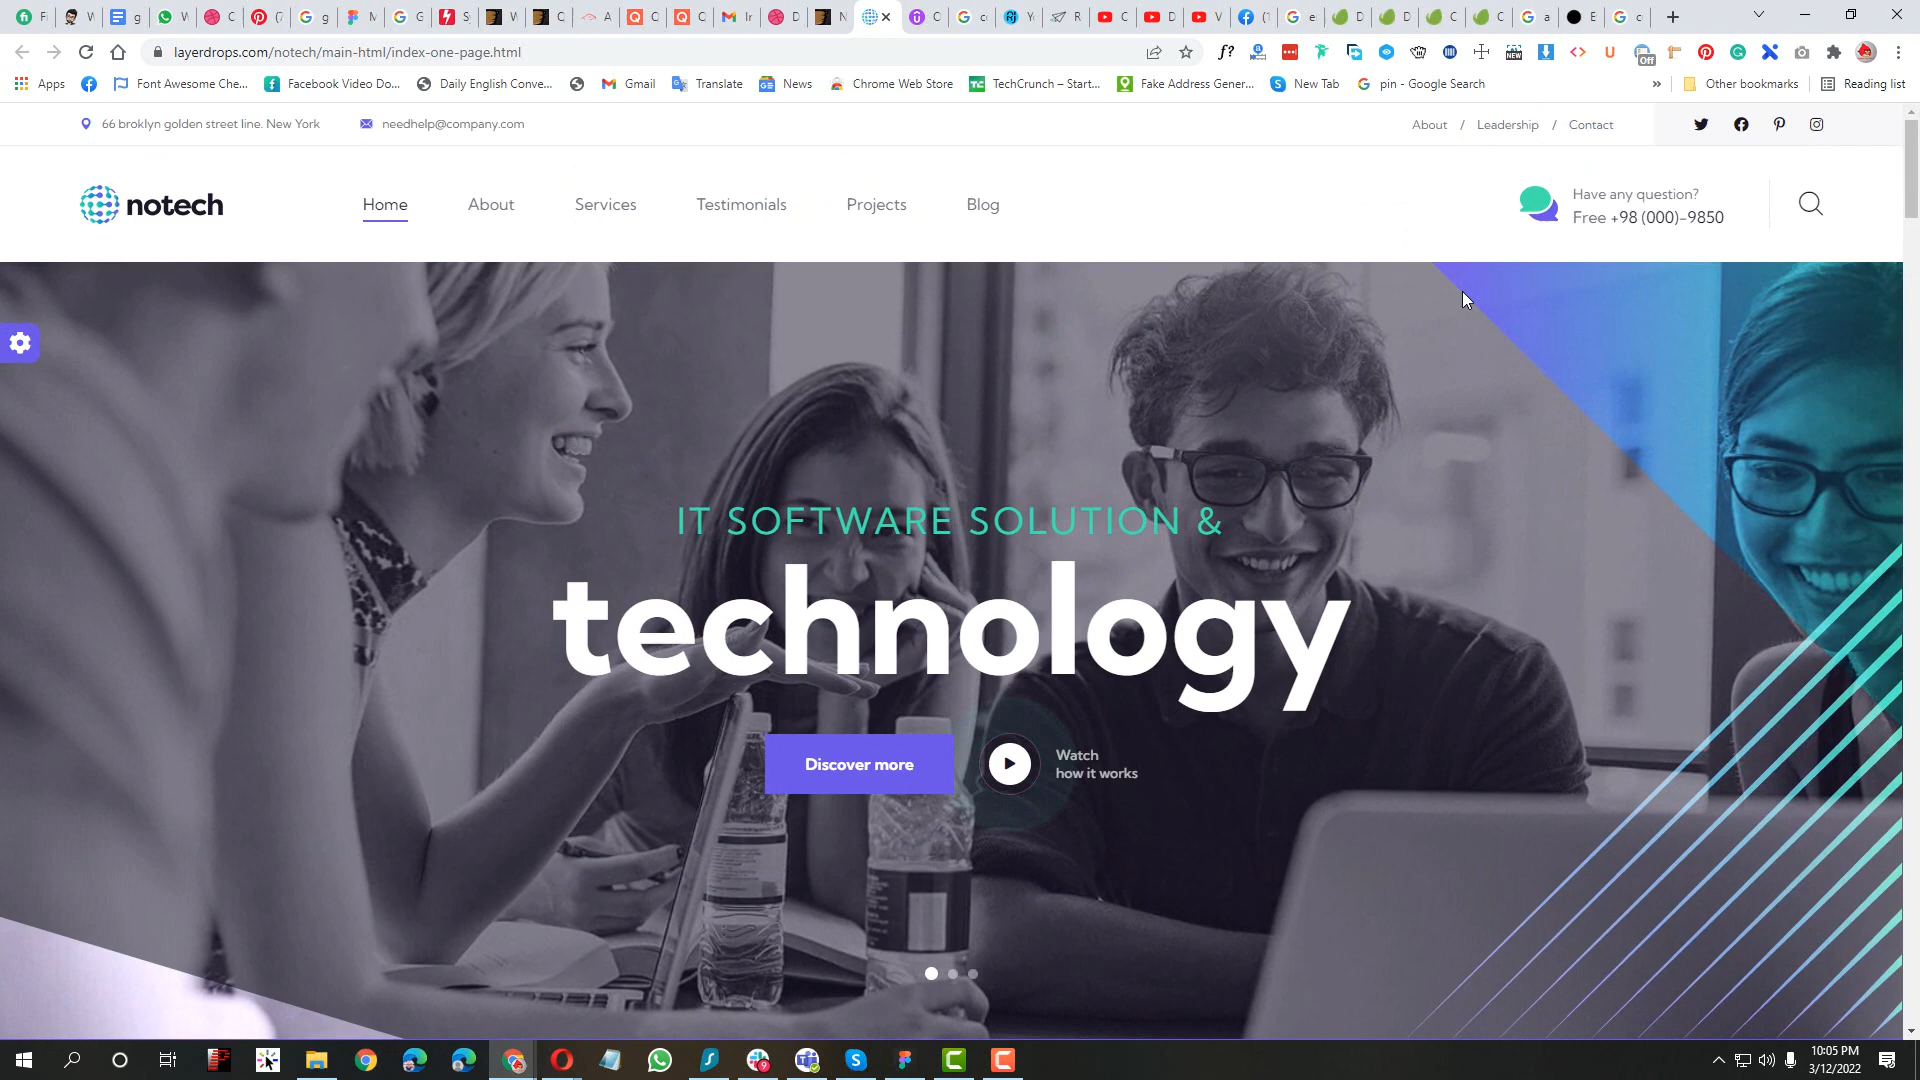 layerdrops.com/notech/main-html/index-one-page.html
Off
NEW
Apps
Font Awesome Che...
Facebook Video Do...
Daily English Conve...
Gmail
Translate
News
Chrome Web Store
TechCrunch – Start...
Fake Address Gener...
New Tab
pin - Google Search
»
Other bookmarks
Reading list
66 broklyn golden street line. New York
needhelp@company.com
About / Leadership / Contact
notech
Home
About
Services
Testimonials
Projects
Blog
Have any question?
Free +98 (000)-9850
IT SOFTWARE SOLUTION &
technology
Discover more
Watch
how it works
10:05 PM
3/12/2022